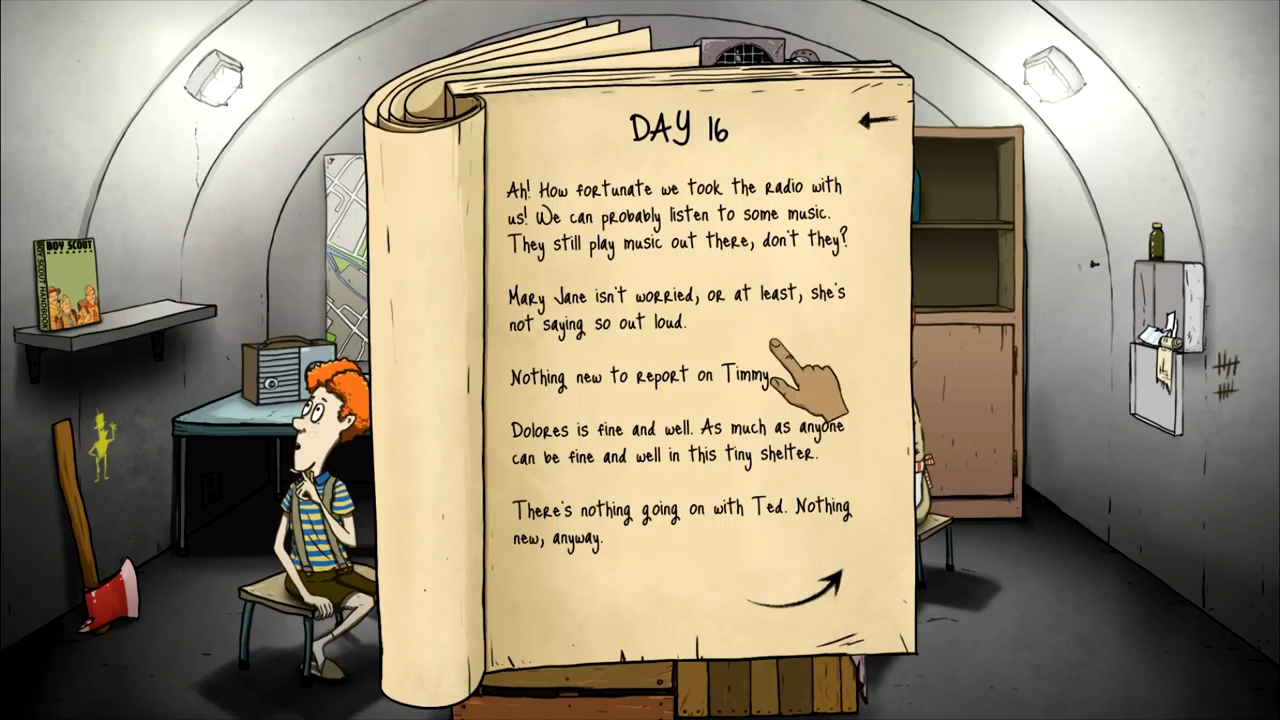 DAY 16
Ah! How fortunate we took the radio with
us! We can probably listen to some music.
They still play music out there, don't they?
Mary Jane isn't worried, or at least, she's
not saying so out loud.
Nothing new to report on Timmy
Dolores is fine and well. As much as anyone
can be fine and well in this tiny shelter.
There's nothing going on with Ted. Nothing
new, anyway.
BOY SCOUT
BOY SCOUT HANDBOOK